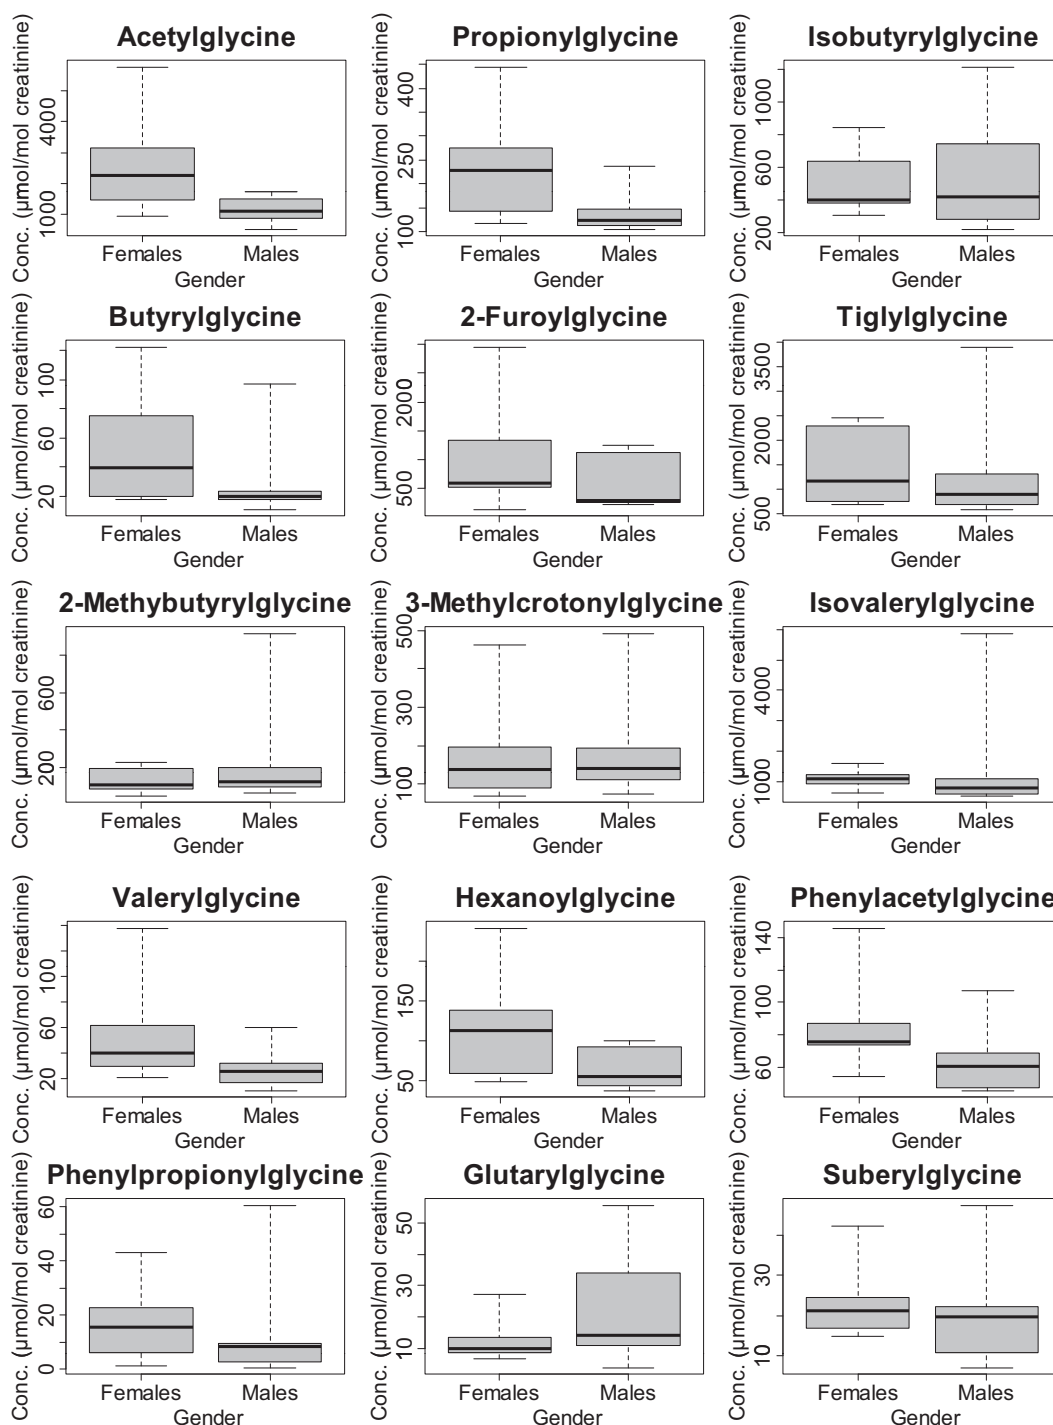 Acetylglycine
Conc. (µmol/mol creatinine)
1000 4000
Females Males
Gender
Propionylglycine
Conc. (µmol/mol creatinine)
100 250 400
Females Males
Gender
Isobutyrylglycine
Conc. (µmol/mol creatinine)
200 600 1000
Females Males
Gender
Butyrylglycine
Conc. (µmol/mol creatinine)
20 60 100
Females Males
Gender
2-Furoylglycine
Conc. (µmol/mol creatinine)
500 2000
Females Males
Gender
Tiglylglycine
Conc. (µmol/mol creatinine)
500 2000 3500
Females Males
Gender
2-Methybutyrylglycine
Conc. (µmol/mol creatinine)
200 600
Females Males
Gender
3-Methylcrotonylglycine
Conc. (µmol/mol creatinine)
100 300 500
Females Males
Gender
Isovalerylglycine
Conc. (µmol/mol creatinine)
1000 4000
Females Males
Gender
Valerylglycine
Conc. (µmol/mol creatinine)
20 60 100
Females Males
Gender
Hexanoylglycine
Conc. (µmol/mol creatinine)
50 150
Females Males
Gender
Phenylacetylglycine
Conc. (µmol/mol creatinine)
60 100 140
Females Males
Gender
Phenylpropionylglycine
Conc. (µmol/mol creatinine)
0 20 40 60
Females Males
Gender
Glutarylglycine
Conc. (µmol/mol creatinine)
10 30 50
Females Males
Gender
Suberylglycine
Conc. (µmol/mol creatinine)
10 30
Females Males
Gender